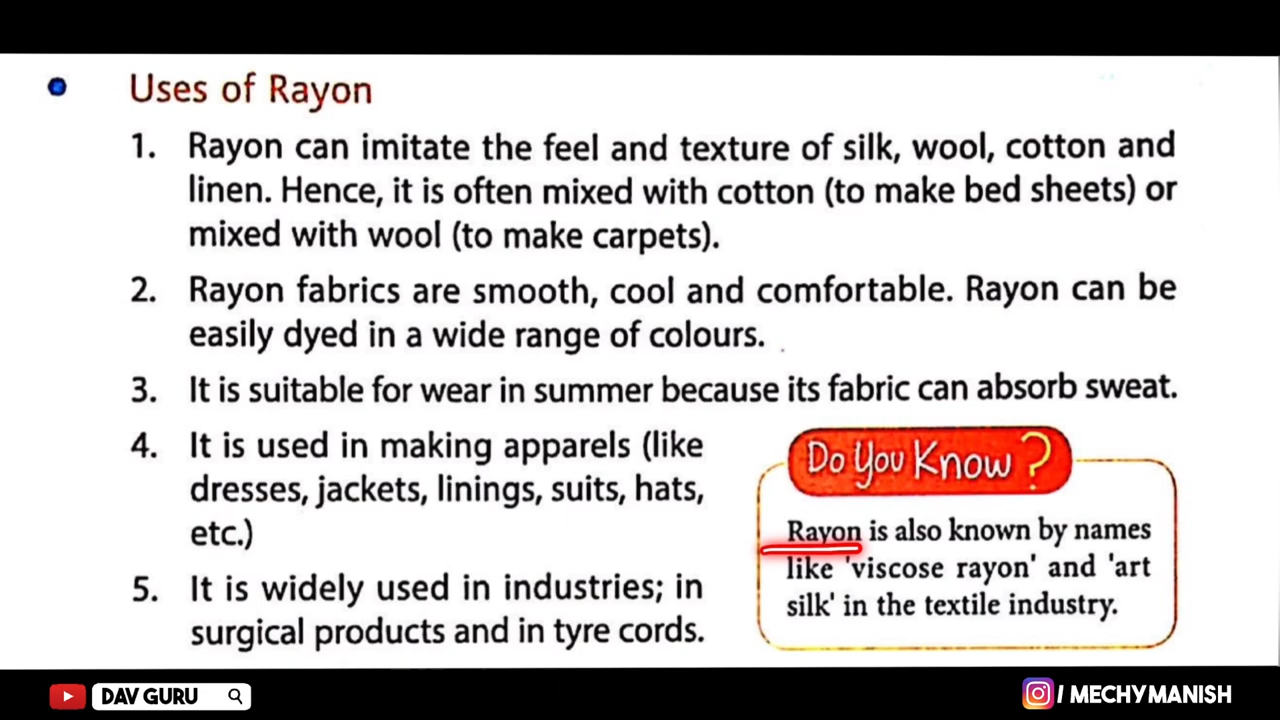 Uses of Rayon
1. Rayon can imitate the feel and texture of silk, wool, cotton and
linen. Hence, it is often mixed with cotton (to make bed sheets) or
mixed with wool (to make carpets).
2. Rayon fabrics are smooth, cool and comfortable. Rayon can be
easily dyed in a wide range of colours.
3. It is suitable for wear in summer because its fabric can absorb sweat.
4. It is used in making apparels (like
dresses, jackets, linings, suits, hats,
etc.)
5. It is widely used in industries; in
surgical products and in tyre cords.
Do You Know?
Rayon is also known by names
like 'viscose rayon' and 'art
silk' in the textile industry.
DAV GURU
/ MECHYMANISH